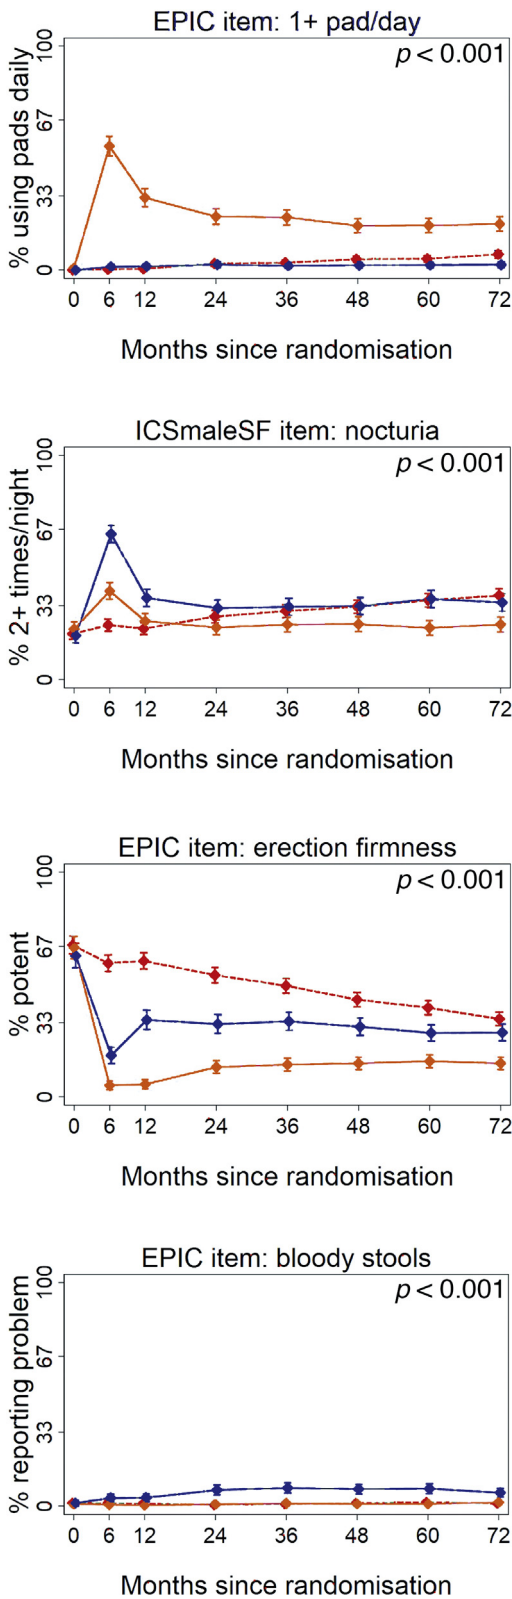 EPIC item: 1+ pad/day
p < 0.001
% using pads daily
100
67
33
0
0 6 12 24 36 48 60 72
Months since randomisation
ICSmaleSF item: nocturia
p < 0.001
% 2+ times/night
100
67
33
0
0 6 12 24 36 48 60 72
Months since randomisation
EPIC item: erection firmness
p < 0.001
% potent
100
67
33
0
0 6 12 24 36 48 60 72
Months since randomisation
EPIC item: bloody stools
p < 0.001
% reporting problem
100
67
33
0
0 6 12 24 36 48 60 72
Months since randomisation